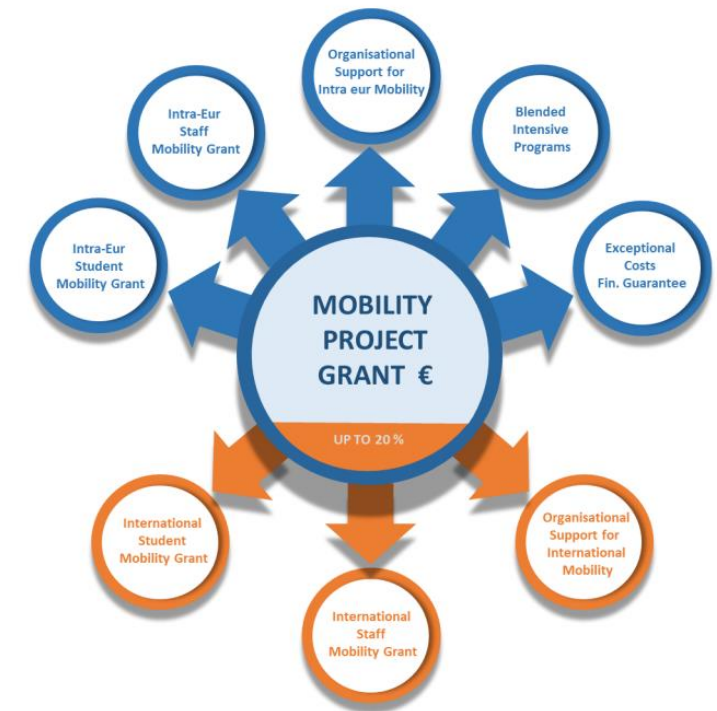 Organisational
Support for
Intra eur Mobility
Intra-Eur
Staff
Mobility Grant
Blended
Intensive
Programs
Intra-Eur
Student
Mobility Grant
Exceptional
Costs
Fin. Guarantee
MOBILITY
PROJECT
GRANT €
UP TO 20 %
International
Student
Mobility Grant
Organisational
Support for
International
Mobility
International
Staff
Mobility Grant